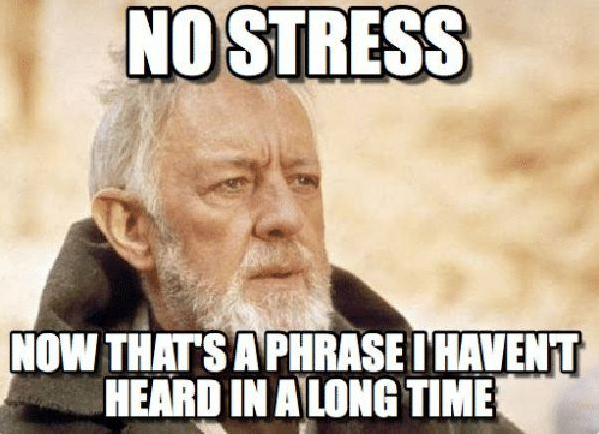 NO STRESS
NOW THAT'S A PHRASE I HAVEN'T
HEARD IN A LONG TIME